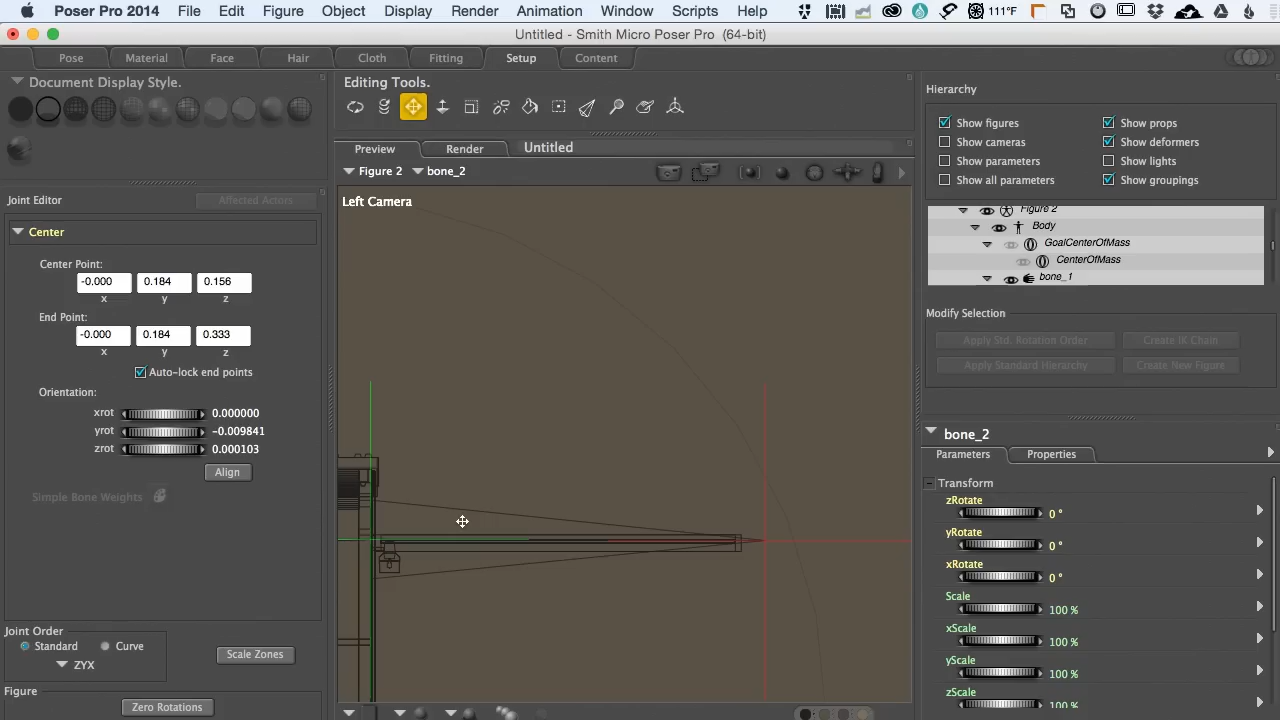 Poser Pro 2014 File Edit Figure Object Display Render Animation Window Scripts Help 111°F
Untitled - Smith Micro Poser Pro (64-bit)
Pose Material Face Hair Cloth Fitting Setup Content
Document Display Style.
Editing Tools.
Preview Render Untitled
Figure 2 bone_2
Left Camera
Joint Editor Affected Actors
Center
Center Point:
-0.000 0.184 0.156
x y z
End Point:
-0.000 0.184 0.333
x y z
Auto-lock end points
Orientation:
xrot 0.000000
yrot -0.009841
zrot 0.000103
Align
Simple Bone Weights
Joint Order
Standard Curve
ZYX
Scale Zones
Figure
Zero Rotations
Hierarchy
Show figures Show props
Show cameras Show deformers
Show parameters Show lights
Show all parameters Show groupings
Figure 2
Body
GoalCenterOfMass
CenterOfMass
bone_1
Modify Selection
Apply Std. Rotation Order Create IK Chain
Apply Standard Hierarchy Create New Figure
bone_2
Parameters Properties
Transform
zRotate
0 °
yRotate
0 °
xRotate
0 °
Scale
100 %
xScale
100 %
yScale
100 %
zScale
100 %